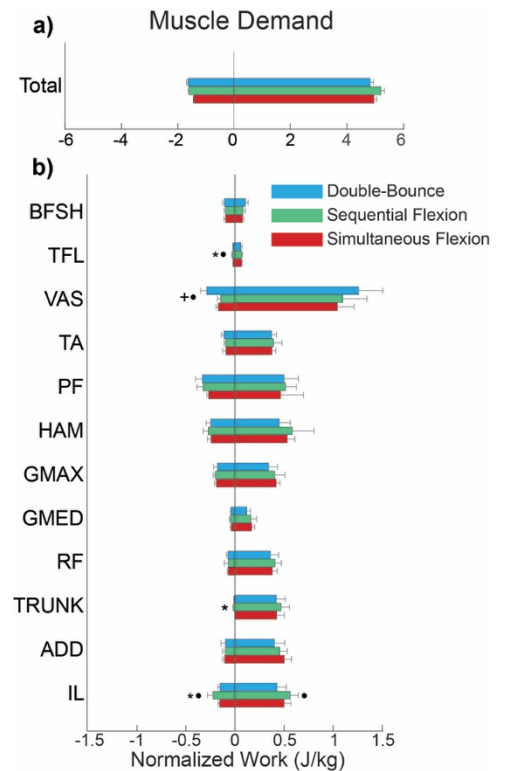 Muscle Demand
a)
Total
-6 -4 -2 0 2 4 6
b)
Double-Bounce
Sequential Flexion
Simultaneous Flexion
BFSH
TFL *•
VAS +•
TA
PF
HAM
GMAX
GMED
RF
TRUNK *
ADD
IL *• •
-1.5 -1 -0.5 0 0.5 1 1.5
Normalized Work (J/kg)